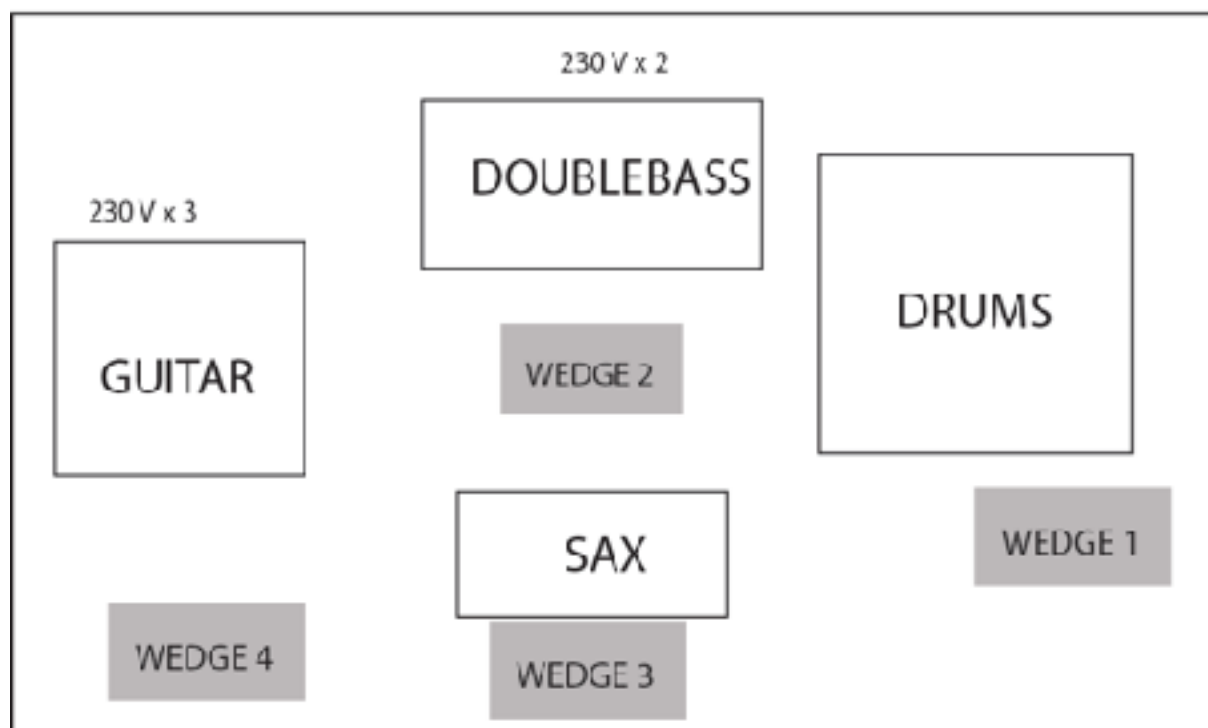 230 V x 2
DOUBLEBASS
230 V x 3
DRUMS
GUITAR
WEDGE 2
SAX
WEDGE 1
WEDGE 4
WEDGE 3